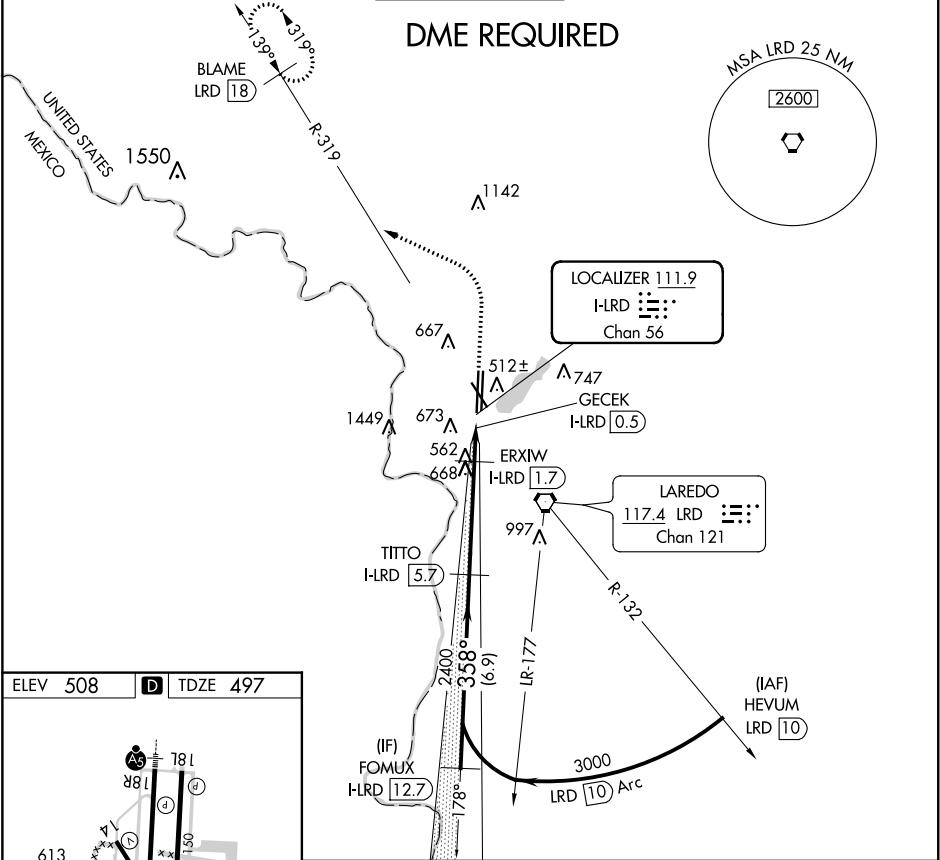 DME REQUIRED
139°
319°
BLAME
LRD 18
R-319
MSA LRD 25 NM
2600
UNITED STATES
MEXICO
1550
1142
LOCALIZER 111.9
I-LRD
Chan 56
667
512±
747
GECEK
I-LRD 0.5
1449
673
562
668
ERXIW
I-LRD 1.7
LAREDO
117.4 LRD
Chan 121
997
TITTO
I-LRD 5.7
R-132
2400
358°
(6.9)
LR-177
(IAF)
HEVUM
LRD 10
3000
LRD 10 Arc
(IF)
FOMUX
I-LRD 12.7
178°
ELEV 508
D
TDZE 497
A5
18R
18L
P
P
14
V
150
613